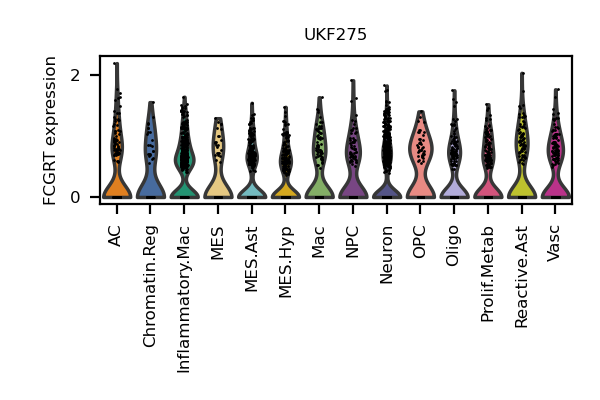 UKF275
FCGRT expression
2
0
AC
Chromatin.Reg
Inflammatory.Mac
MES
MES.Ast
MES.Hyp
Mac
NPC
Neuron
OPC
Oligo
Prolif.Metab
Reactive.Ast
Vasc